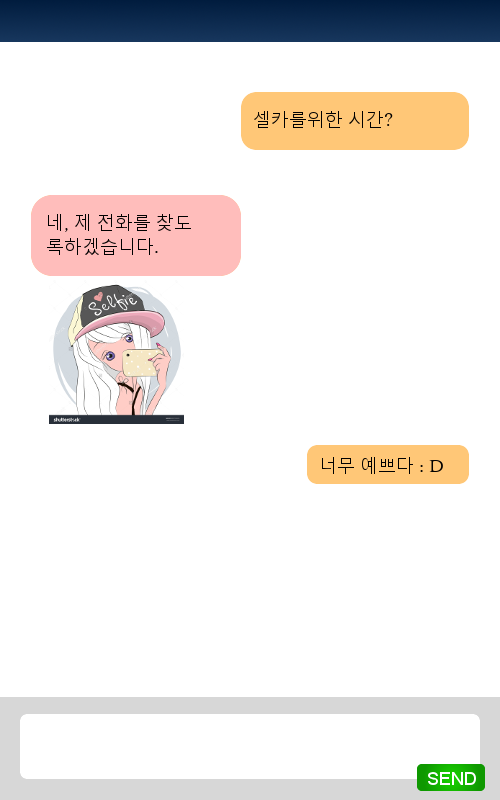 셀카를위한 시간?
네, 제 전화를 찾도
록하겠습니다.
Selfie
shutterstock
너무 예쁘다 : D
SEND